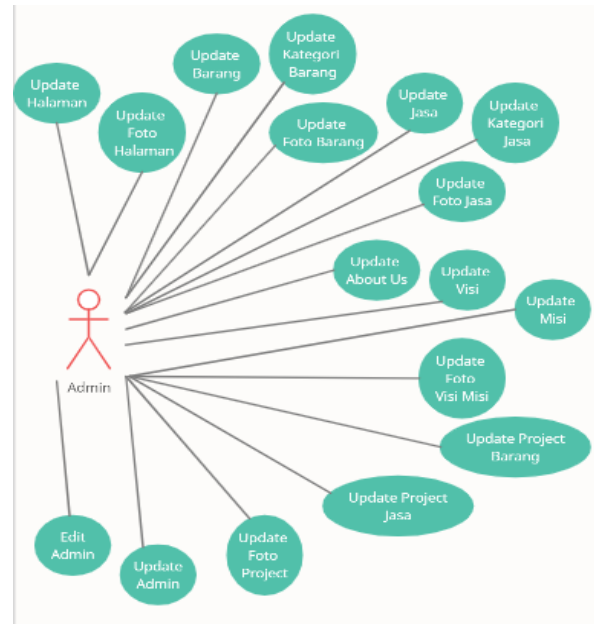 Update
Halaman
Update
Foto
Halaman
Update
Barang
Update
Kategori
Barang
Update
Foto Barang
Update
Jasa
Update
Kategori
Jasa
Update
Foto Jasa
Update
About Us
Update
Visi
Update
Misi
Admin
Update
Foto
Visi Misi
Update Project
Barang
Update Project
Jasa
Update
Foto
Project
Update
Admin
Edit
Admin